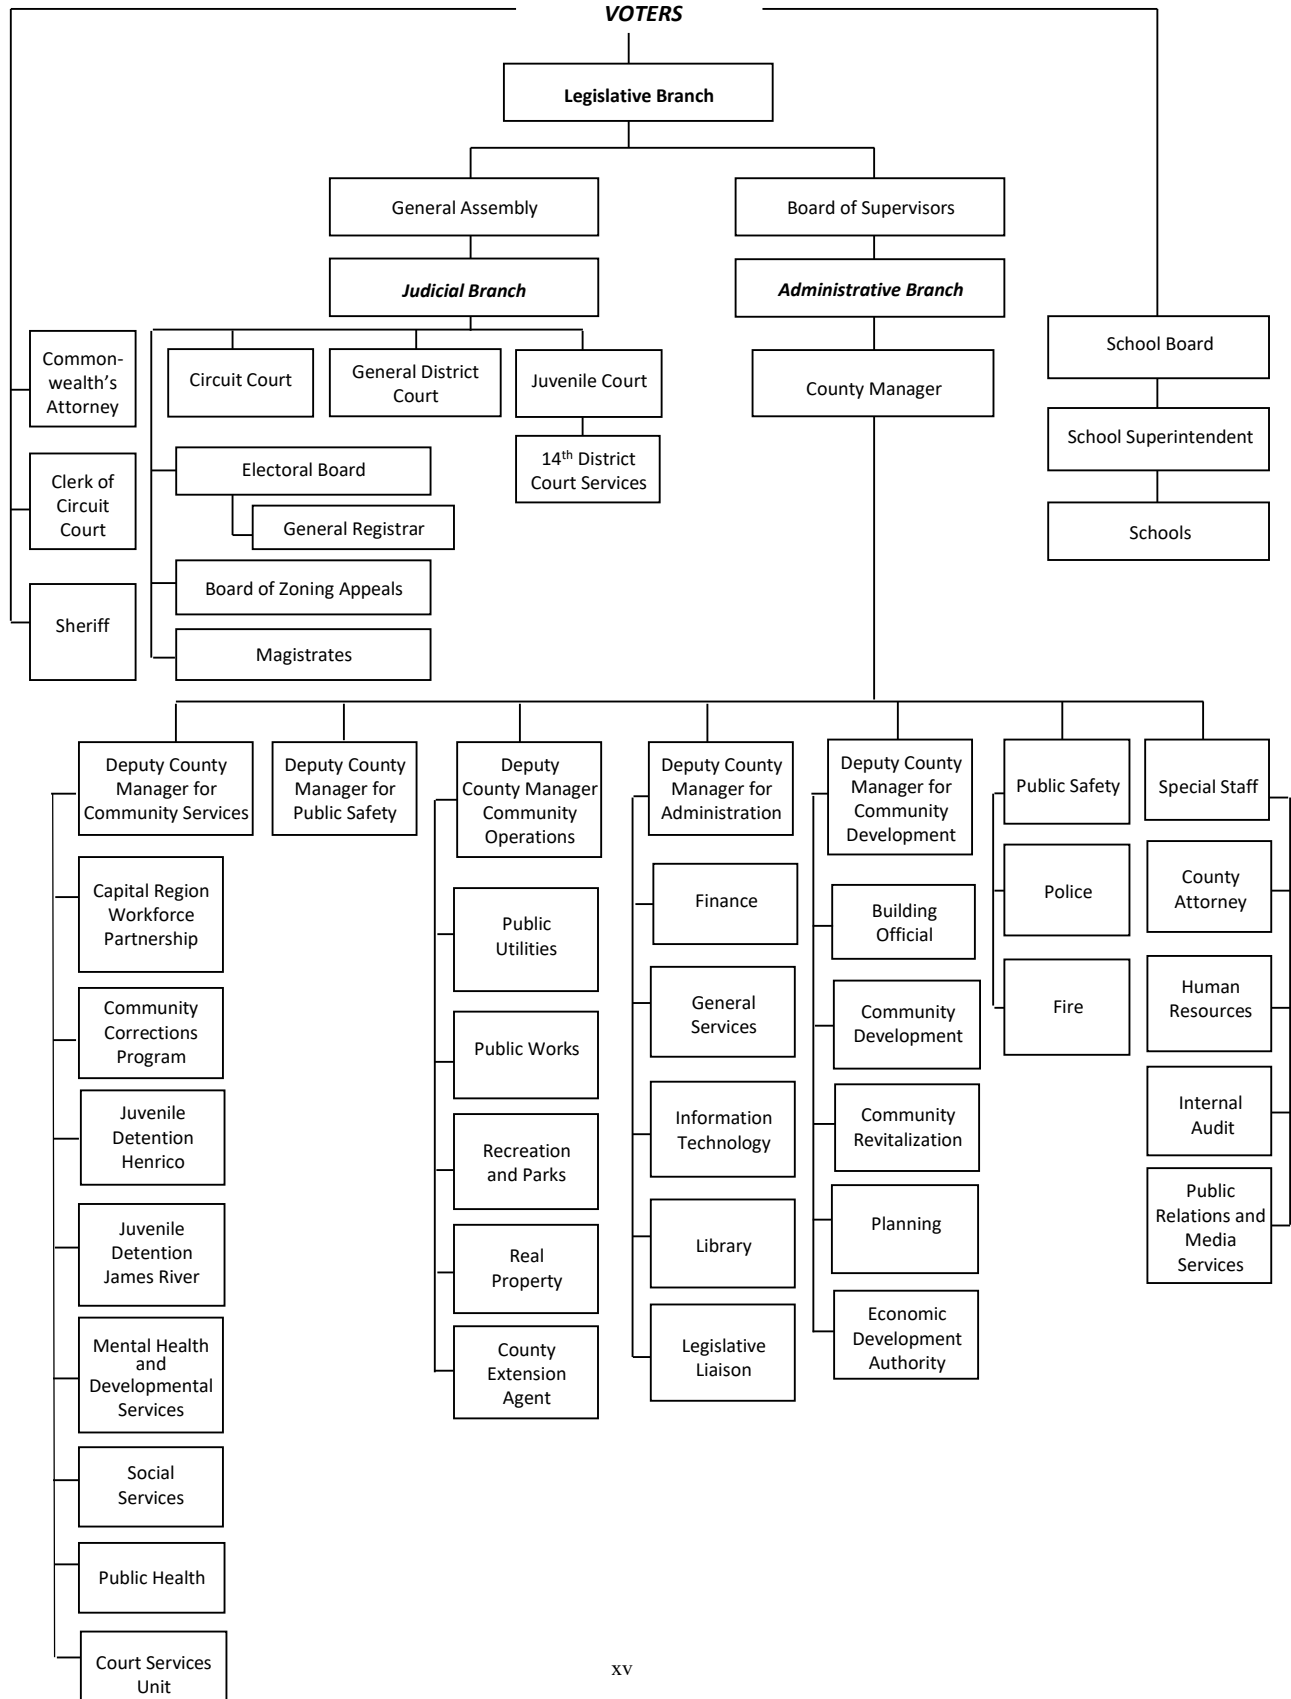 VOTERS
Legislative Branch
General Assembly
Board of Supervisors
Judicial Branch
Administrative Branch
Common-
wealth’s
Attorney
Circuit Court
General District
Court
Juvenile Court
County Manager
School Board
School Superintendent
Schools
Clerk of
Circuit
Court
Electoral Board
14th District
Court Services
General Registrar
Board of Zoning Appeals
Sheriff
Magistrates
Deputy County
Manager for
Community Services
Capital Region
Workforce
Partnership
Community
Corrections
Program
Juvenile
Detention
Henrico
Juvenile
Detention
James River
Mental Health
and
Developmental
Services
Social
Services
Public Health
Court Services
Unit
Deputy County
Manager for
Public Safety
Deputy
County Manager
Community
Operations
Public
Utilities
Public Works
Recreation
and Parks
Real
Property
County
Extension
Agent
Deputy County
Manager for
Administration
Finance
General
Services
Information
Technology
Library
Legislative
Liaison
Deputy County
Manager for
Community
Development
Building
Official
Community
Development
Community
Revitalization
Planning
Economic
Development
Authority
Public Safety
Police
Fire
Special Staff
County
Attorney
Human
Resources
Internal
Audit
Public
Relations and
Media
Services
xv